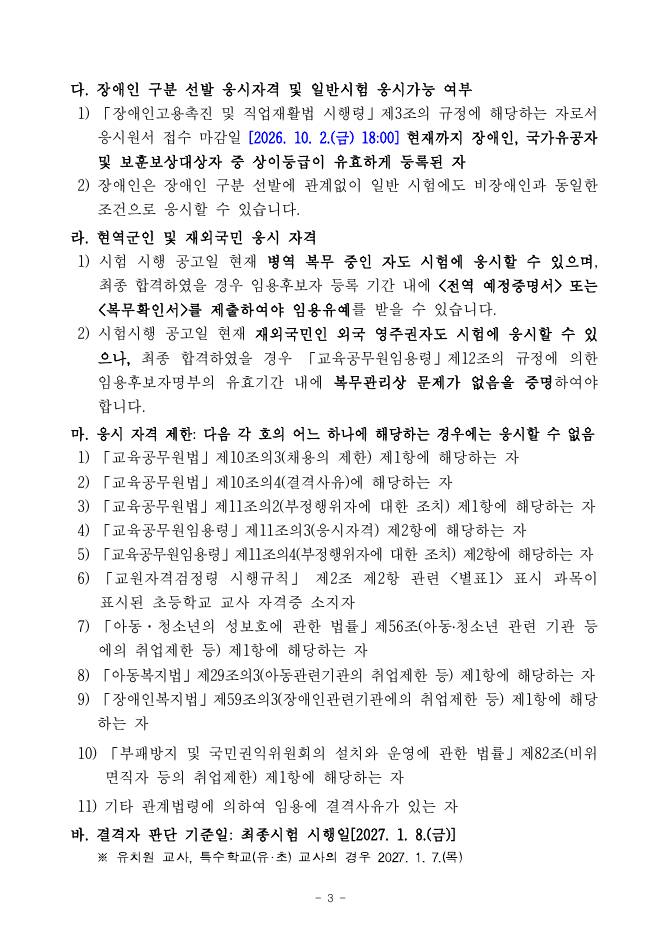 다. 장애인 구분 선발 응시자격 및 일반시험 응시가능 여부
1) 「장애인고용촉진 및 직업재활법 시행령」제3조의 규정에 해당하는 자로서
응시원서 접수 마감일 [2026. 10. 2.(금) 18:00] 현재까지 장애인, 국가유공자
및 보훈보상대상자 중 상이등급이 유효하게 등록된 자
2) 장애인은 장애인 구분 선발에 관계없이 일반 시험에도 비장애인과 동일한
조건으로 응시할 수 있습니다.
라. 현역군인 및 재외국민 응시 자격
1) 시험 시행 공고일 현재 병역 복무 중인 자도 시험에 응시할 수 있으며,
최종 합격하였을 경우 임용후보자 등록 기간 내에 <전역 예정증명서> 또는
<복무확인서>를 제출하여야 임용유예를 받을 수 있습니다.
2) 시험시행 공고일 현재 재외국민인 외국 영주권자도 시험에 응시할 수 있
으나, 최종 합격하였을 경우 「교육공무원임용령」제12조의 규정에 의한
임용후보자명부의 유효기간 내에 복무관리상 문제가 없음을 증명하여야
합니다.
마. 응시 자격 제한: 다음 각 호의 어느 하나에 해당하는 경우에는 응시할 수 없음
1) 「교육공무원법」제10조의3(채용의 제한) 제1항에 해당하는 자
2) 「교육공무원법」제10조의4(결격사유)에 해당하는 자
3) 「교육공무원법」제11조의2(부정행위자에 대한 조치) 제1항에 해당하는 자
4) 「교육공무원임용령」제11조의3(응시자격) 제2항에 해당하는 자
5) 「교육공무원임용령」제11조의4(부정행위자에 대한 조치) 제2항에 해당하는 자
6) 「교원자격검정령 시행규칙」 제2조 제2항 관련 <별표1> 표시 과목이
표시된 초등학교 교사 자격증 소지자
7) 「아동·청소년의 성보호에 관한 법률」제56조(아동·청소년 관련 기관 등
에의 취업제한 등) 제1항에 해당하는 자
8) 「아동복지법」제29조의3(아동관련기관의 취업제한 등) 제1항에 해당하는 자
9) 「장애인복지법」제59조의3(장애인관련기관에의 취업제한 등) 제1항에 해당
하는 자
10) 「부패방지 및 국민권익위원회의 설치와 운영에 관한 법률」제82조(비위
면직자 등의 취업제한) 제1항에 해당하는 자
11) 기타 관계법령에 의하여 임용에 결격사유가 있는 자
바. 결격자 판단 기준일: 최종시험 시행일[2027. 1. 8.(금)]
※ 유치원 교사, 특수학교(유·초) 교사의 경우 2027. 1. 7.(목)
- 3 -